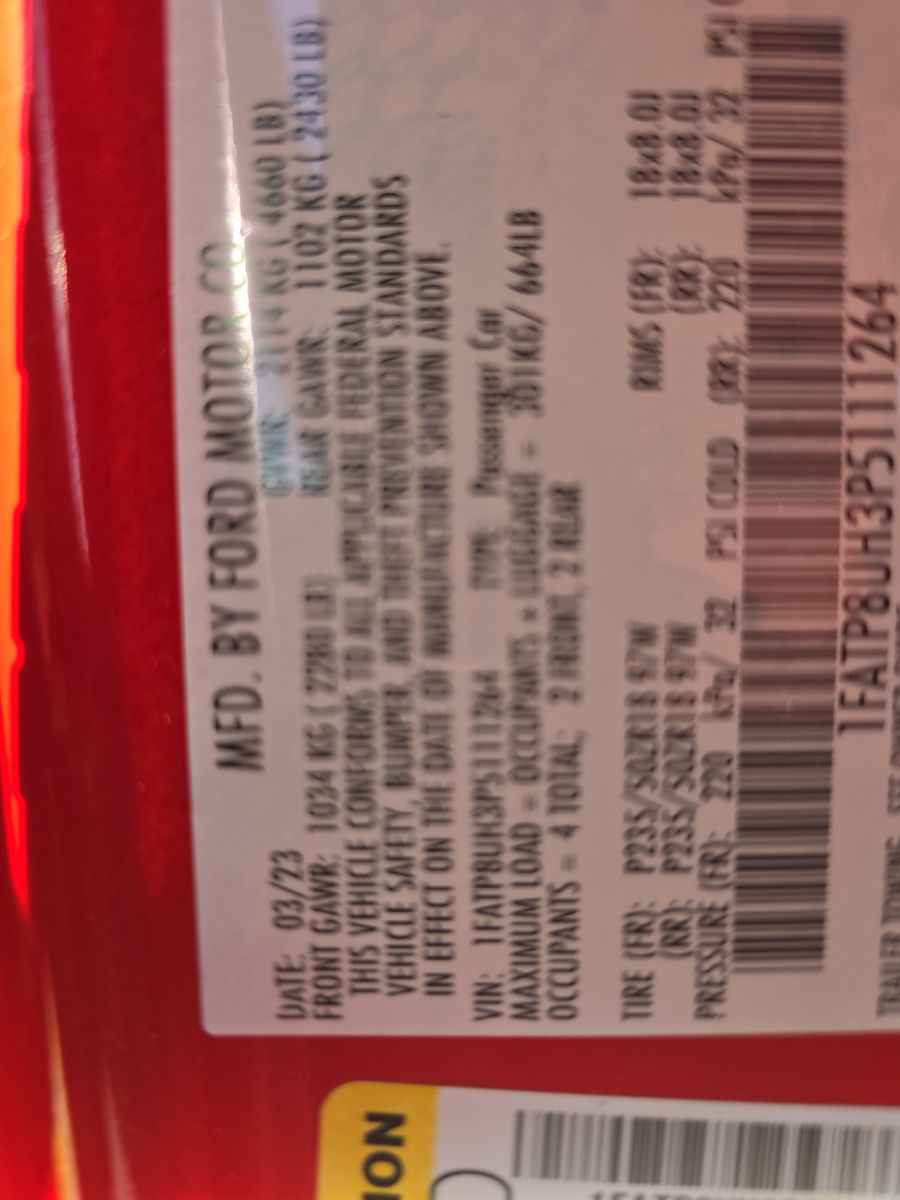 MFD. BY FORD MOTOR CO.
DATE: 03/23 GVWR: 2114 KG ( 4660 LB)
FRONT GAWR: 1034 KG ( 2280 LB) REAR GAWR: 1102 KG ( 2430 LB)
THIS VEHICLE CONFORMS TO ALL APPLICABLE FEDERAL MOTOR
VEHICLE SAFETY, BUMPER, AND THEFT PREVENTION STANDARDS
IN EFFECT ON THE DATE OF MANUFACTURE SHOWN ABOVE.
VIN: 1FATP8UH3P5111264 TYPE: Passenger Car
MAXIMUM LOAD = OCCUPANTS + LUGGAGE = 301KG/ 664LB
OCCUPANTS = 4 TOTAL; 2 FRONT, 2 REAR
TIRE (FR): P235/50ZR18 97W RIMS (FR): 18x8.0J
(RR): P235/50ZR18 97W (RR): 18x8.0J
PRESSURE (FR): 220 kPa/ 32 PSI COLD (RR): 220 kPa/ 32 PSI
1FATP8UH3P5111264
TRAILER TOWING
ION